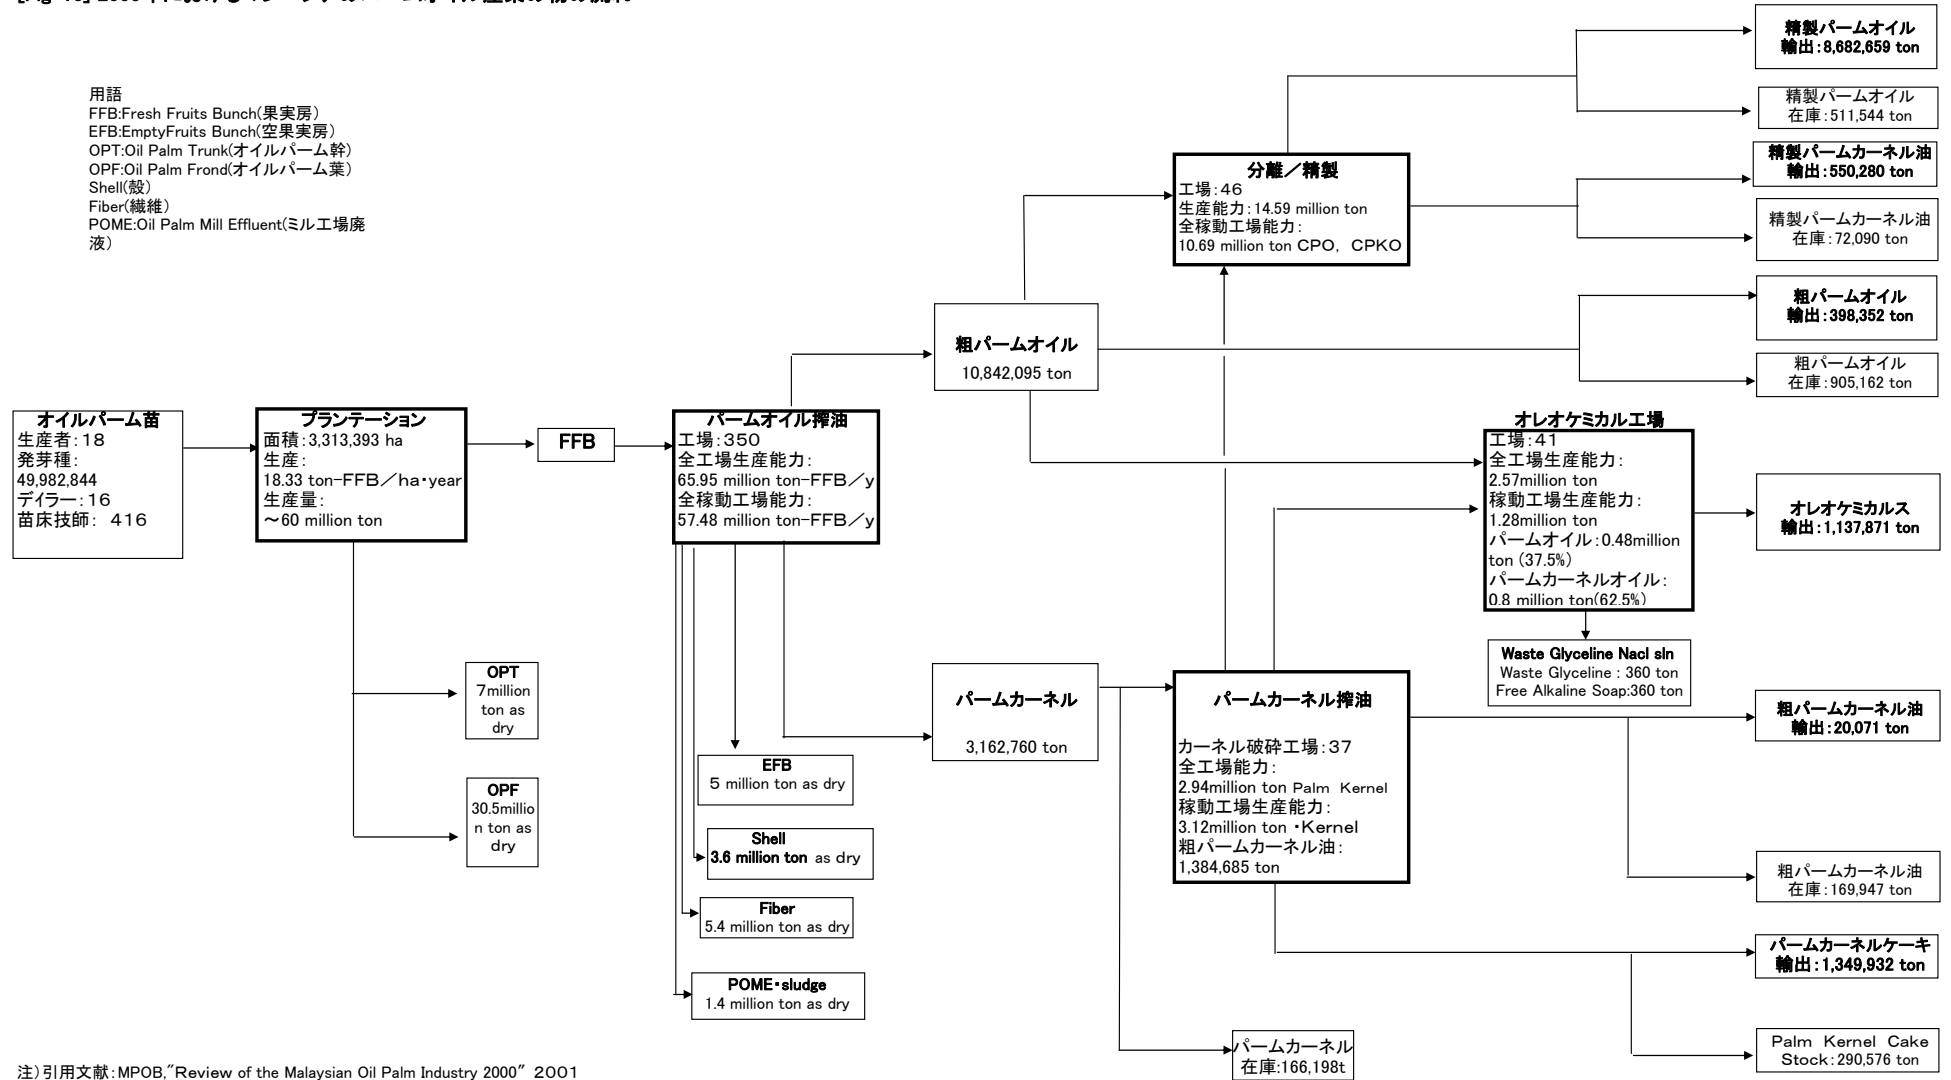 用語
FFB:Fresh Fruits Bunch(果実房)
EFB:EmptyFruits Bunch(空果実房)
OPT:Oil Palm Trunk(オイルパーム幹)
OPF:Oil Palm Frond(オイルパーム葉)
Shell(殻)
Fiber(繊維)
POME:Oil Palm Mill Effluent(ミル工場廃
液)
オイルパーム苗
生産者:18
発芽種:
49,982,844
デイラー:16
苗床技師: 416
プランテーション
面積:3,313,393 ha
生産:
18.33 ton-FFB/ha・year
生産量:
～60 million ton
FFB
OPT
7million
ton as
dry
OPF
30.5millio
n ton as
dry
パームオイル搾油
工場:350
全工場生産能力:
65.95 million ton-FFB/y
全稼動工場能力:
57.48 million ton-FFB/y
EFB
5 million ton as dry
Shell
3.6 million ton as dry
Fiber
5.4 million ton as dry
POME・sludge
1.4 million ton as dry
粗パームオイル
10,842,095 ton
パームカーネル
3,162,760 ton
分離/精製
工場:46
生産能力:14.59 million ton
全稼動工場能力:
10.69 million ton CPO, CPKO
パームカーネル搾油
カーネル破砕工場:37
全工場能力:
2.94million ton Palm Kernel
稼動工場生産能力:
3.12million ton ・Kernel
粗パームカーネル油:
1,384,685 ton
パームカーネル
在庫:166,198t
オレオケミカル工場
工場:41
全工場生産能力:
2.57million ton
稼動工場生産能力:
1.28million ton
パームオイル:0.48million
ton (37.5%)
パームカーネルオイル:
0.8 million ton(62.5%)
Waste Glyceline Nacl sln
Waste Glyceline : 360 ton
Free Alkaline Soap:360 ton
精製パームオイル
輸出:8,682,659 ton
精製パームオイル
在庫:511,544 ton
精製パームカーネル油
輸出:550,280 ton
精製パームカーネル油
在庫:72,090 ton
粗パームオイル
輸出:398,352 ton
粗パームオイル
在庫:905,162 ton
オレオケミカルス
輸出:1,137,871 ton
粗パームカーネル油
輸出:20,071 ton
粗パームカーネル油
在庫:169,947 ton
パームカーネルケーキ
輸出:1,349,932 ton
Palm Kernel Cake
Stock:290,576 ton
注)引用文献:MPOB,"Review of the Malaysian Oil Palm Industry 2000" 2001